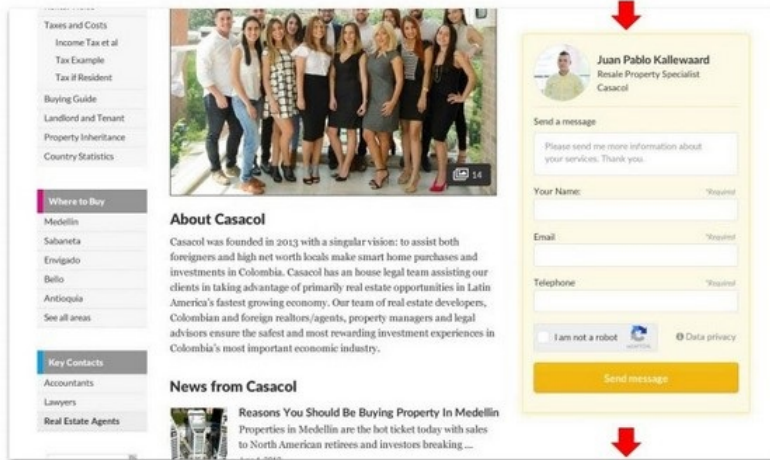 Taxes and Costs
Income Tax et al
Tax Example
Tax if Resident
Buying Guide
Landlord and Tenant
Property Inheritance
Country Statistics
Where to Buy
Medellin
Sabaneta
Envigado
Bello
Antioquia
See all areas
Key Contacts
Accountants
Lawyers
Real Estate Agents
14
About Casacol
Casacol was founded in 2013 with a singular vision: to assist both
foreigners and high net worth locals make smart home purchases and
investments in Colombia. Casacol has an house legal team assisting our
clients in taking advantage of primarily real estate opportunities in Latin
America's fastest growing economy. Our team of real estate developers,
Colombian and foreign realtors/agents, property managers and legal
advisors ensure the safest and most rewarding investment experiences in
Colombia's most important economic industry.
News from Casacol
Reasons You Should Be Buying Property In Medellin
Properties in Medellin are the hot ticket today with sales
to North American retirees and investors breaking ...
Juan Pablo Kallewaard
Resale Property Specialist
Casacol
Send a message
Please send me more information about
your services. Thank you.
Your Name: *Required
Email *Required
Telephone *Required
I am not a robot
Data privacy
Send message